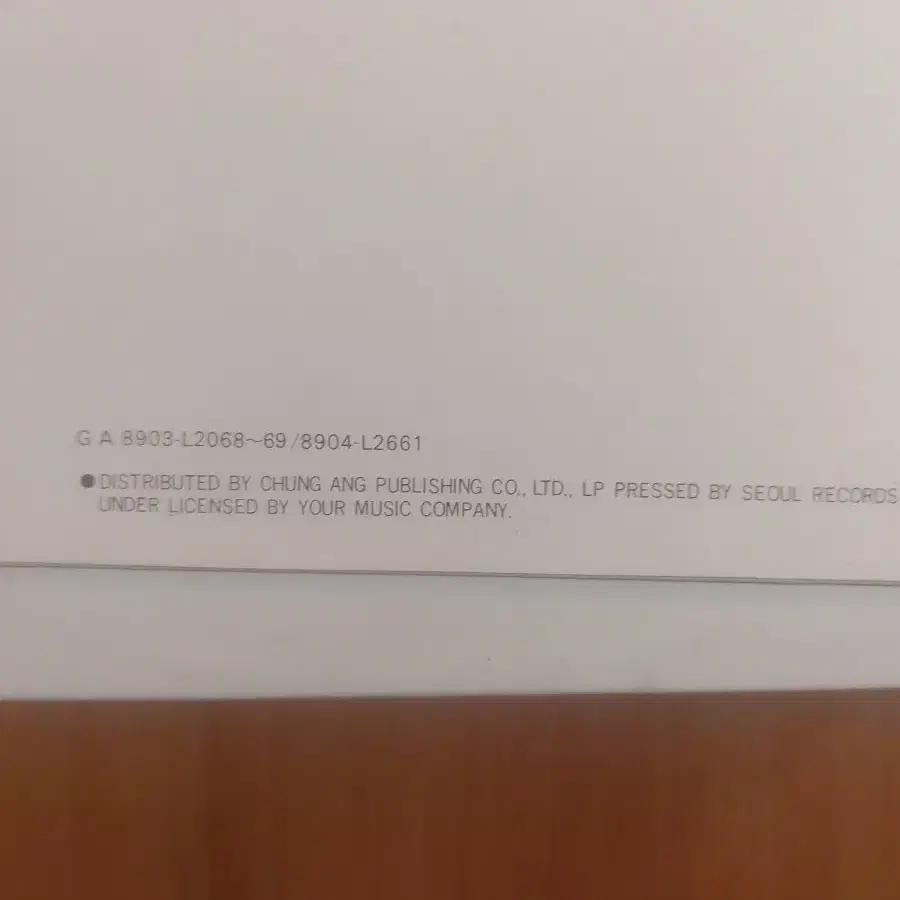 G A 8903-L2068~69/8904-L2661
●DISTRIBUTED BY CHUNG ANG PUBLISHING CO., LTD., LP PRESSED BY SEOUL RECORDS
UNDER LICENSED BY YOUR MUSIC COMPANY.